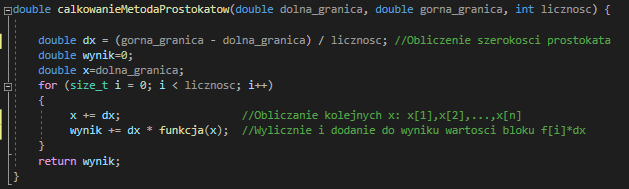 double calkowanieMetodaProstokatow(double dolna_granica, double gorna_granica, int licznosc) {
double dx = (gorna_granica - dolna_granica) / licznosc; //Obliczenie szerokosci prostokata
double wynik=0;
double x=dolna_granica;
for (size_t i = 0; i < licznosc; i++)
{
x += dx; //Obliczanie kolejnych x: x[1],x[2],...,x[n]
wynik += dx * funkcja(x); //Wylicznie i dodanie do wyniku wartosci bloku f[i]*dx
}
return wynik;
}